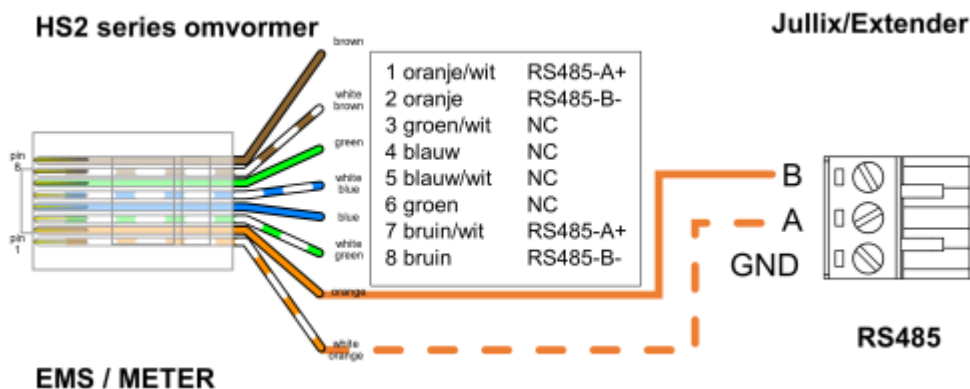 HS2 series omvormer
Jullix/Extender
brown
white
brown
green
white
blue
blue
white
green
orange
white
orange
pin
8
pin
1
1 oranje/wit RS485-A+
2 oranje RS485-B-
3 groen/wit NC
4 blauw NC
5 blauw/wit NC
6 groen NC
7 bruin/wit RS485-A+
8 bruin RS485-B-
B
A
GND
RS485
EMS / METER